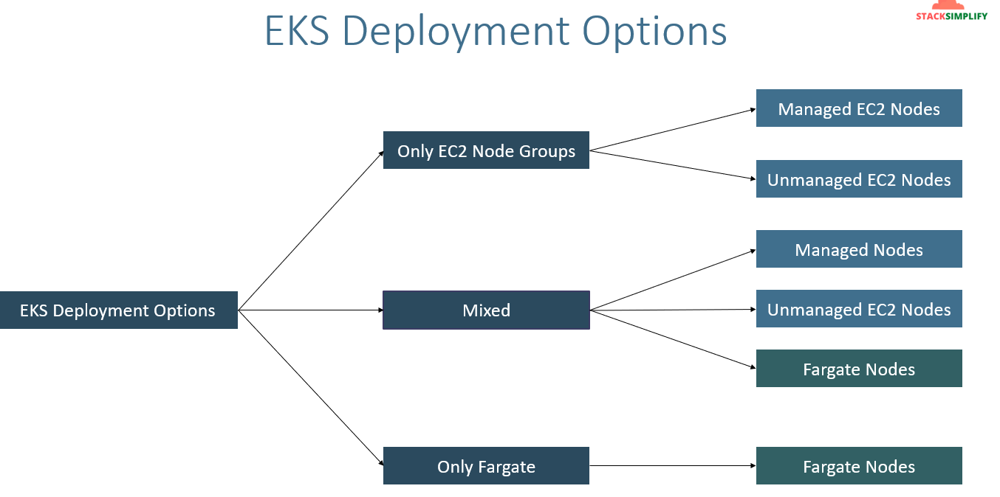 STACKSIMPLIFY
EKS Deployment Options
Managed EC2 Nodes
Only EC2 Node Groups
Unmanaged EC2 Nodes
Managed Nodes
EKS Deployment Options
Mixed
Unmanaged EC2 Nodes
Fargate Nodes
Only Fargate
Fargate Nodes